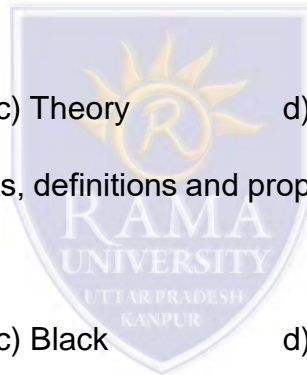 c) Theory d)
s, definitions and prop
RAMA
UNIVERSITY
UTTAR PRADESH
KANPUR
c) Black d)